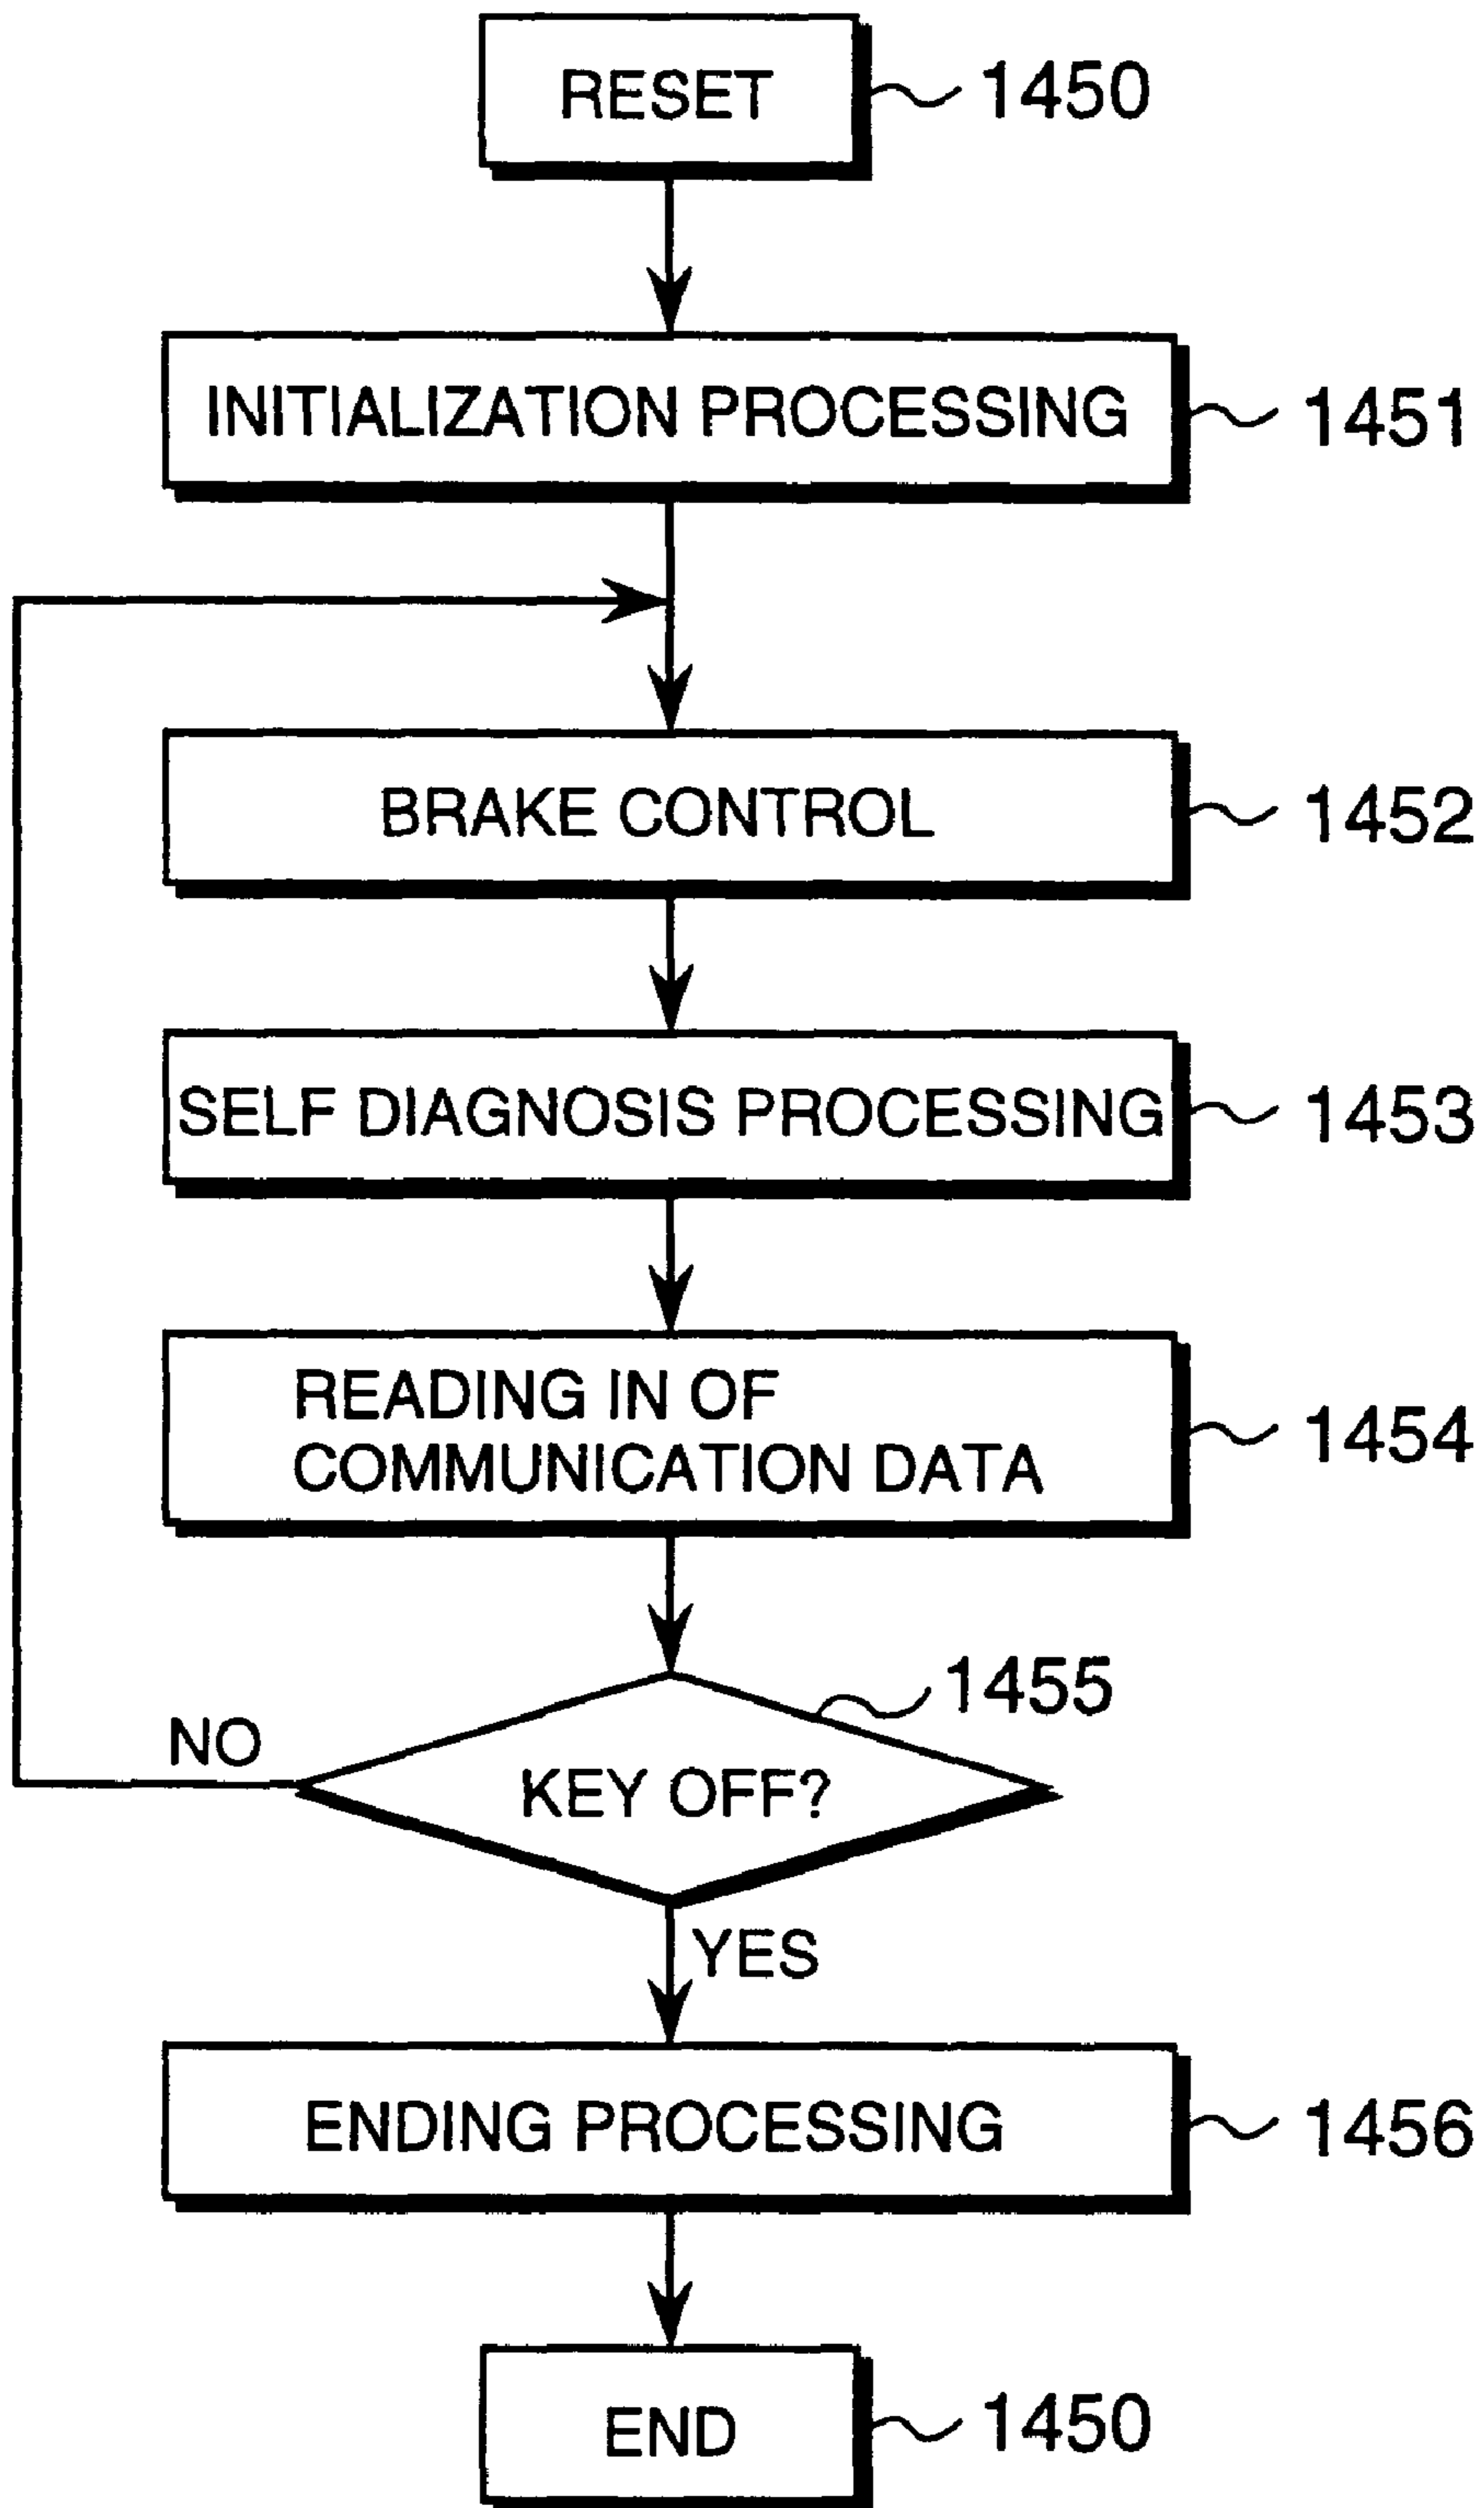 RESET 1450
INITIALIZATION PROCESSING 1451
BRAKE CONTROL 1452
SELF DIAGNOSIS PROCESSING 1453
READING IN OF
COMMUNICATION DATA 1454
1455
NO
KEY OFF?
YES
ENDING PROCESSING 1456
END 1450